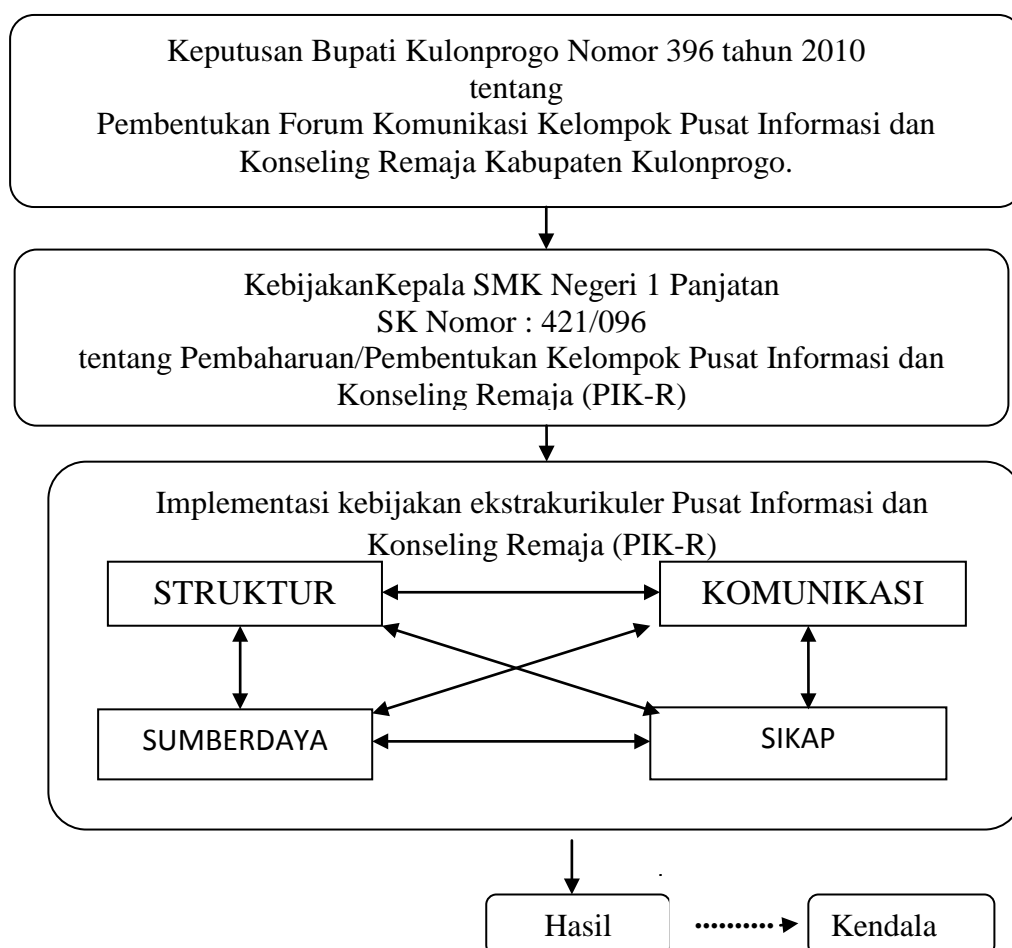 Keputusan Bupati Kulonprogo Nomor 396 tahun 2010
tentang
Pembentukan Forum Komunikasi Kelompok Pusat Informasi dan
Konseling Remaja Kabupaten Kulonprogo.
KebijakanKepala SMK Negeri 1 Panjatan
SK Nomor : 421/096
tentang Pembaharuan/Pembentukan Kelompok Pusat Informasi dan
Konseling Remaja (PIK-R)
Implementasi kebijakan ekstrakurikuler Pusat Informasi dan
Konseling Remaja (PIK-R)
STRUKTUR
KOMUNIKASI
SUMBERDAYA
SIKAP
Hasil
Kendala